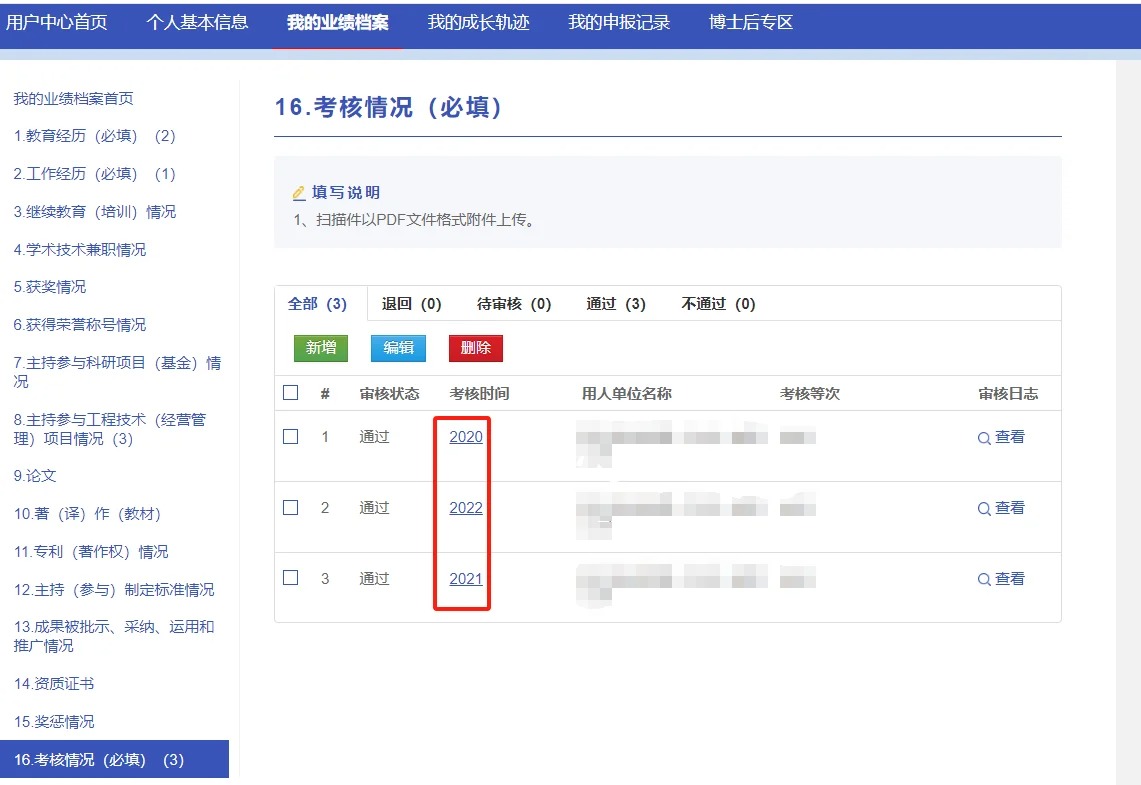 用户中心首页 个人基本信息 我的业绩档案 我的成长轨迹 我的申报记录 博士后专区
我的业绩档案首页
1.教育经历（必填）（2）
2.工作经历（必填）（1）
3.继续教育（培训）情况
4.学术技术兼职情况
5.获奖情况
6.获得荣誉称号情况
7.主持参与科研项目（基金）情
况
8.主持参与工程技术（经营管
理）项目情况（3）
9.论文
10.著（译）作（教材）
11.专利（著作权）情况
12.主持（参与）制定标准情况
13.成果被批示、采纳、运用和
推广情况
14.资质证书
15.奖惩情况
16.考核情况（必填）（3）
16.考核情况（必填）
填写说明
1、扫描件以PDF文件格式附件上传。
全部（3） 退回（0） 待审核（0） 通过（3） 不通过（0）
新增 编辑 删除
# 审核状态 考核时间 用人单位名称 考核等次 审核日志
1 通过 2020 查看
2 通过 2022 查看
3 通过 2021 查看